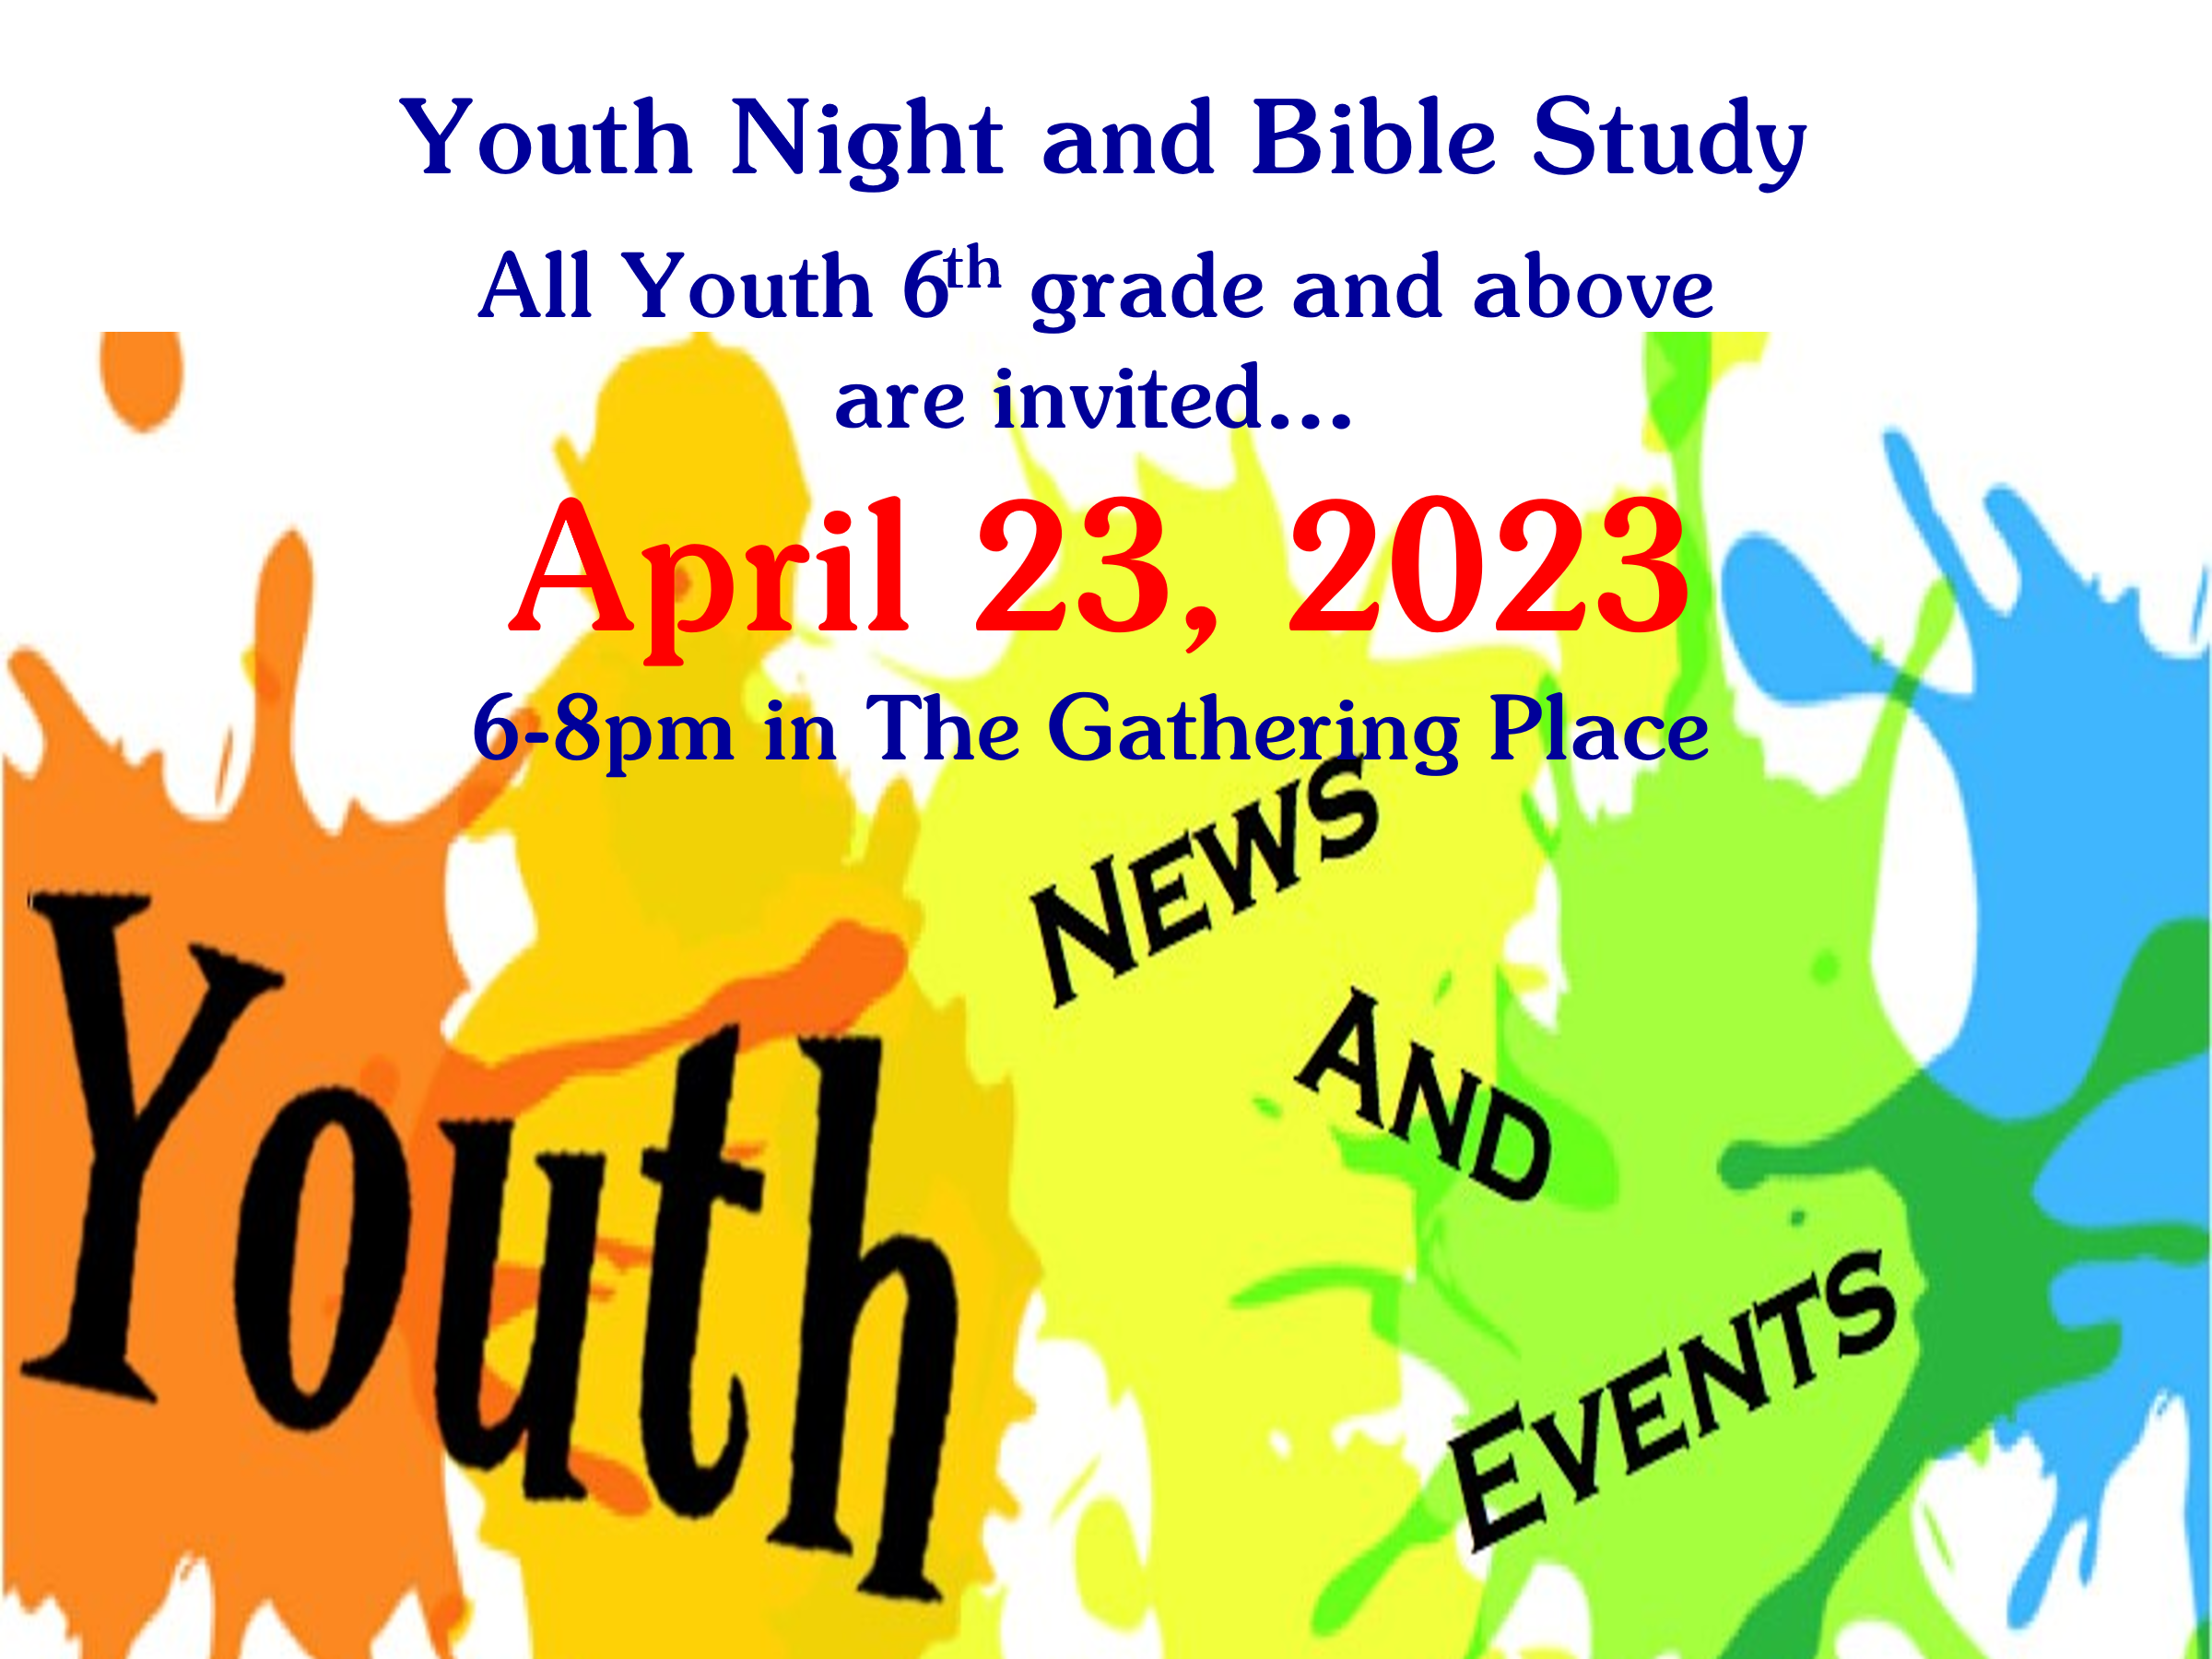 Youth Night and Bible Study
All Youth 6th grade and above
are invited...
April 23, 2023
6-8pm in The Gathering Place
Youth
NEWS
AND
EVENTS